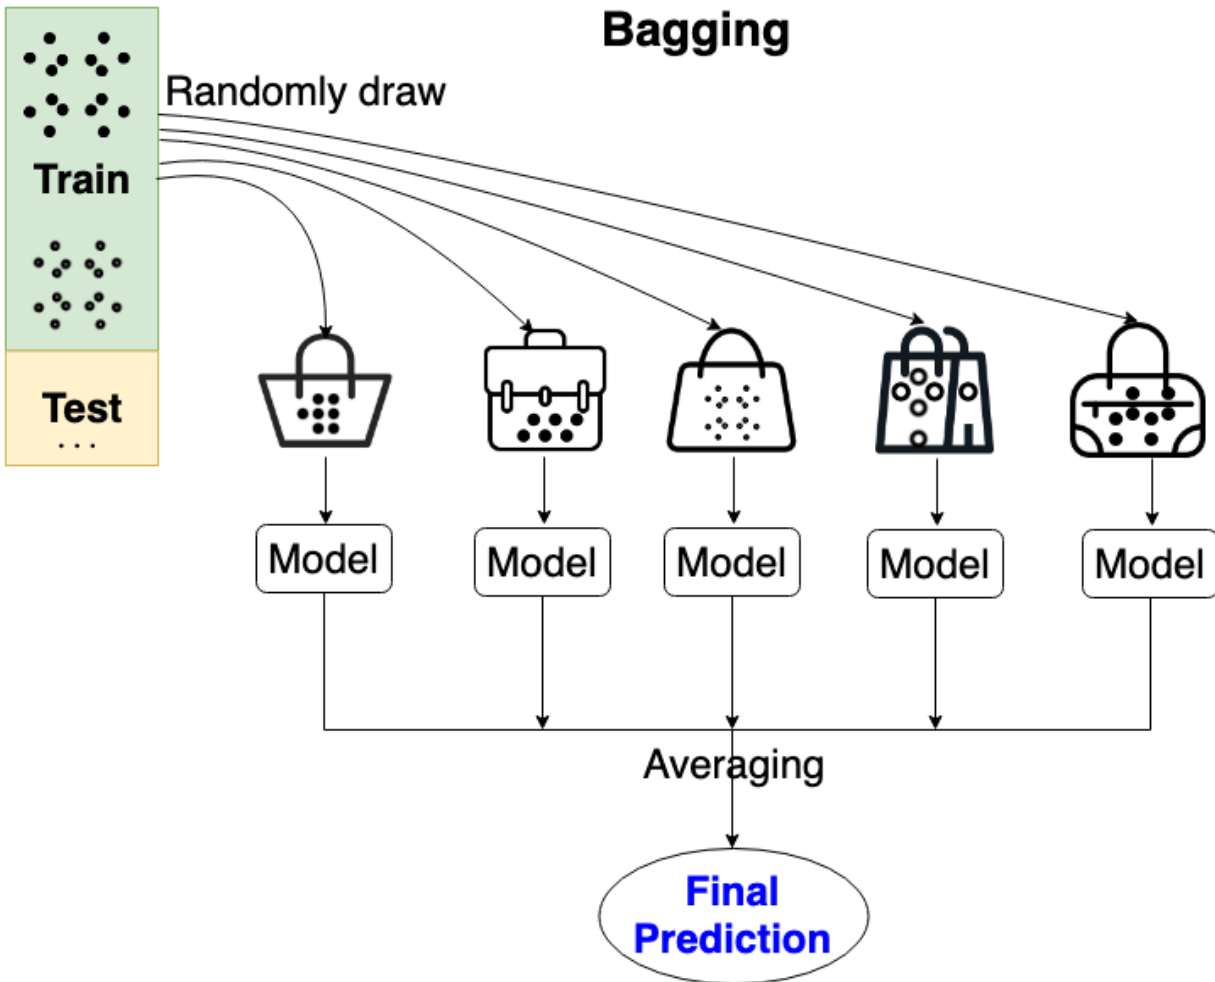 Bagging
Randomly draw
Train
Test
. . .
Model
Model
Model
Model
Model
Averaging
Final
Prediction